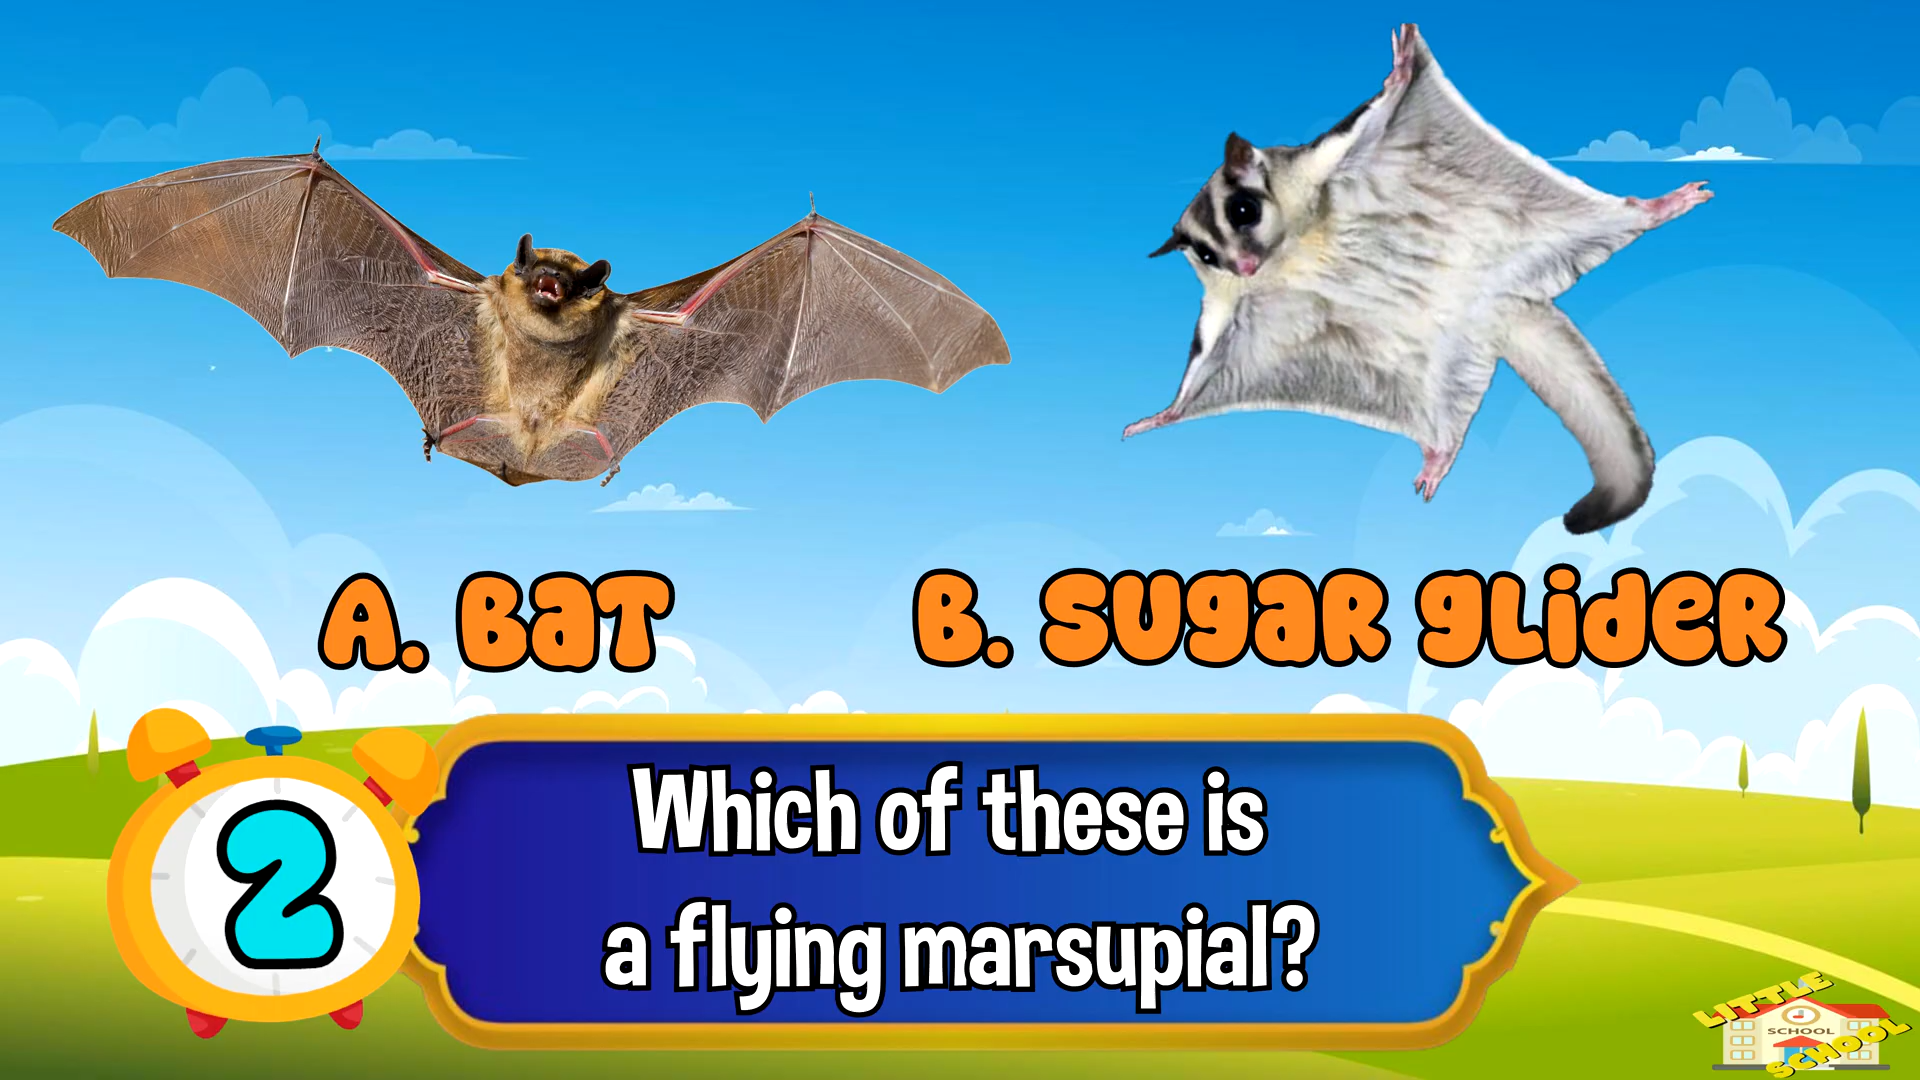 A. Bat
B. Sugar Glider
2
Which of these is
a flying marsupial?
LITTLE
SCHOOL
SCHOOL